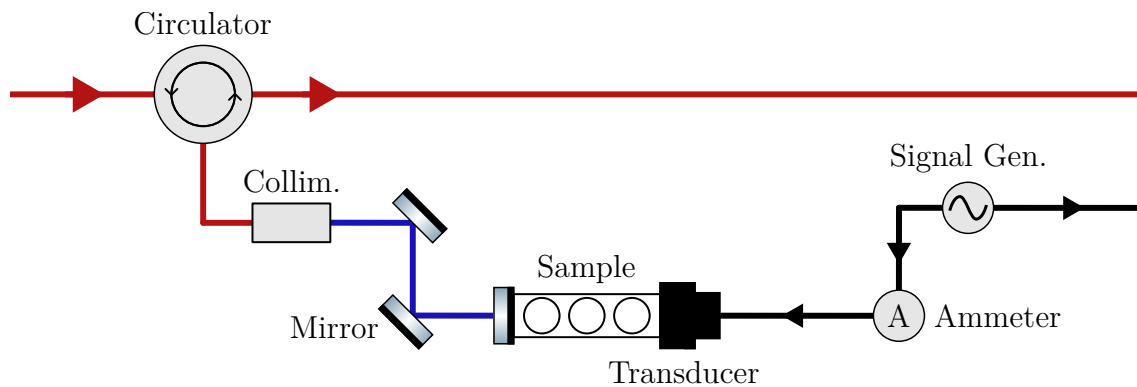 Circulator
Signal Gen.
Collim.
Sample
Mirror
A
Ammeter
Transducer